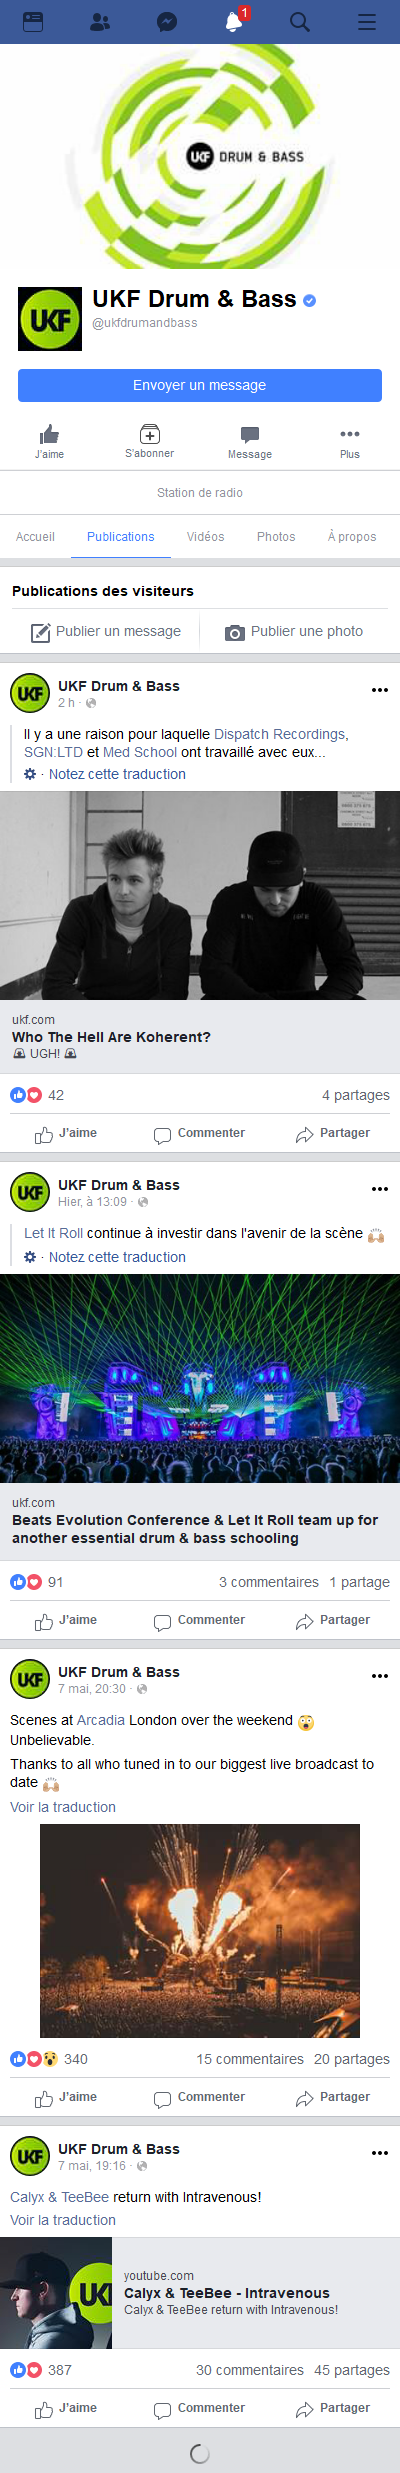 1
UKF DRUM & BASS
UKF
UKF Drum & Bass
@ukfdrumandbass
Envoyer un message
J'aime S'abonner Message Plus
Station de radio
Accueil Publications Vidéos Photos À propos
Publications des visiteurs
Publier un message Publier une photo
UKF
UKF Drum & Bass
2 h ·
Il y a une raison pour laquelle Dispatch Recordings,
SGN:LTD et Med School ont travaillé avec eux...
· Notez cette traduction
ukf.com
Who The Hell Are Koherent?
UGH!
42 4 partages
J'aime Commenter Partager
UKF
UKF Drum & Bass
Hier, à 13:09 ·
Let It Roll continue à investir dans l'avenir de la scène 🙌🏼
· Notez cette traduction
ukf.com
Beats Evolution Conference & Let It Roll team up for
another essential drum & bass schooling
91 3 commentaires 1 partage
J'aime Commenter Partager
UKF
UKF Drum & Bass
7 mai, 20:30 ·
Scenes at Arcadia London over the weekend 😲
Unbelievable.
Thanks to all who tuned in to our biggest live broadcast to
date 🙌🏼
Voir la traduction
340 15 commentaires 20 partages
J'aime Commenter Partager
UKF
UKF Drum & Bass
7 mai, 19:16 ·
Calyx & TeeBee return with Intravenous!
Voir la traduction
UK
youtube.com
Calyx & TeeBee - Intravenous
Calyx & TeeBee return with Intravenous!
387 30 commentaires 45 partages
J'aime Commenter Partager